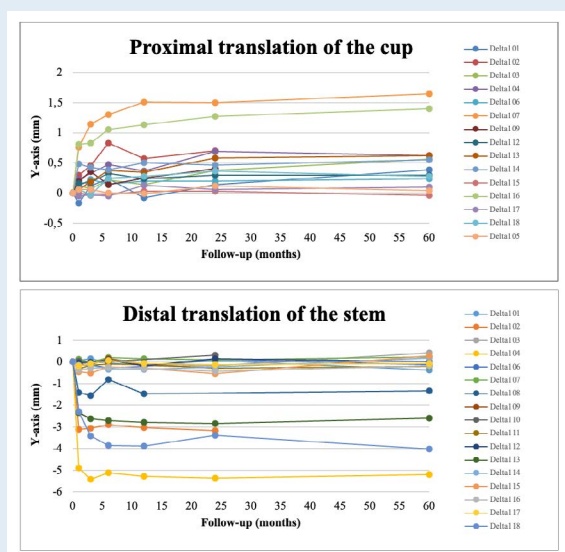 Proximal translation of the cup
Y-axis (mm)
2
1,5
1
0,5
0
-0,5
0 5 10 15 20 25 30 35 40 45 50 55 60
Follow-up (months)
Delta1 01
Delta1 02
Delta1 03
Delta1 04
Delta1 06
Delta1 07
Delta1 09
Delta1 12
Delta1 13
Delta1 14
Delta1 15
Delta1 16
Delta1 17
Delta1 18
Delta1 05
Distal translation of the stem
Y-axis (mm)
1
0
-1
-2
-3
-4
-5
-6
0 5 10 15 20 25 30 35 40 45 50 55 60
Follow-up (months)
Delta1 01
Delta1 02
Delta1 03
Delta1 04
Delta1 06
Delta1 07
Delta1 08
Delta1 09
Delta1 10
Delta1 11
Delta1 12
Delta1 13
Delta1 14
Delta1 15
Delta1 16
Delta1 17
Delta1 18